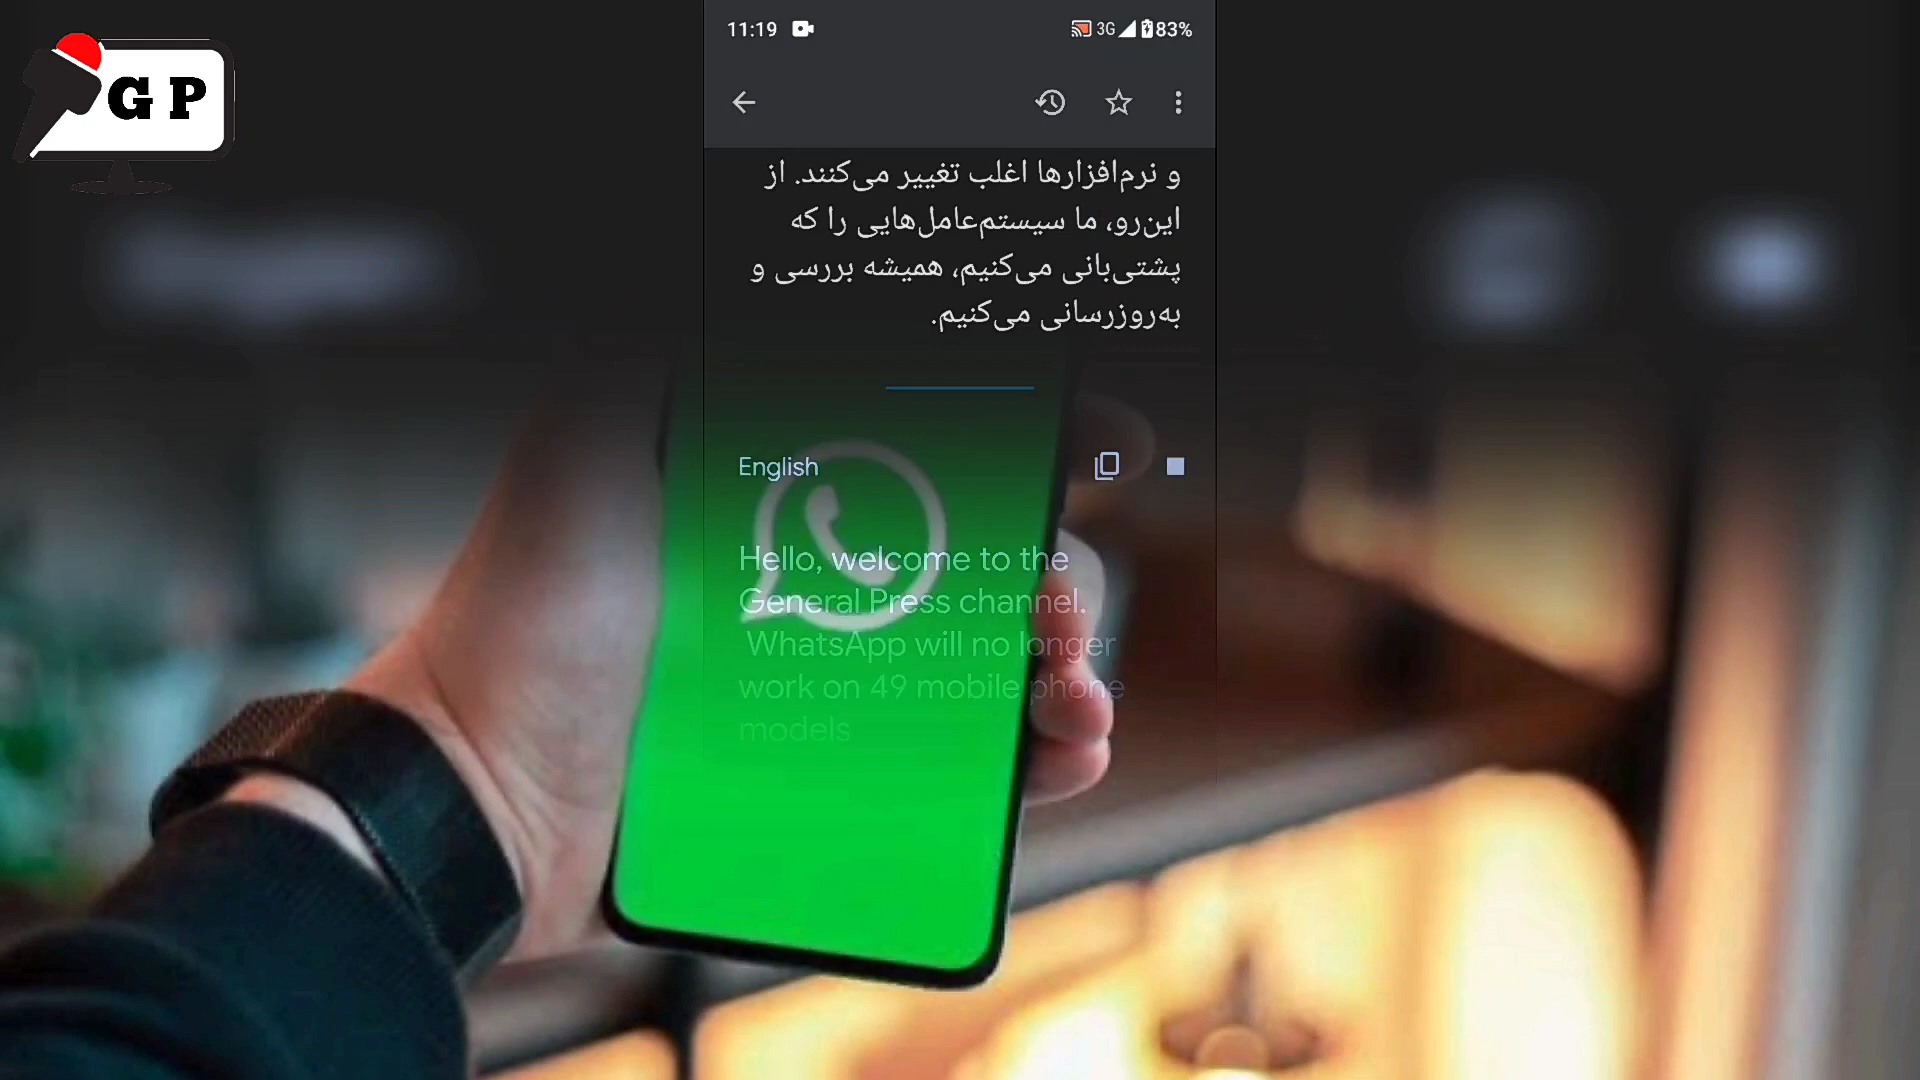 GP
11:19
3G
83%
و نرم‌افزارها اغلب تغییر می‌کنند. از
این‌رو، ما سیستم‌عامل‌هایی را که
پشتی‌بانی می‌کنیم، همیشه بررسی و
به‌روزرسانی می‌کنیم.
English
Hello, welcome to the
General Press channel.
WhatsApp will no longer
work on 49 mobile phone
models